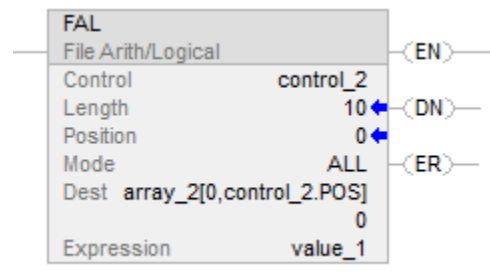 FAL
File Arith/Logical (EN)
Control control_2
Length 10 (DN)
Position 0
Mode ALL (ER)
Dest array_2[0,control_2.POS]
0
Expression value_1